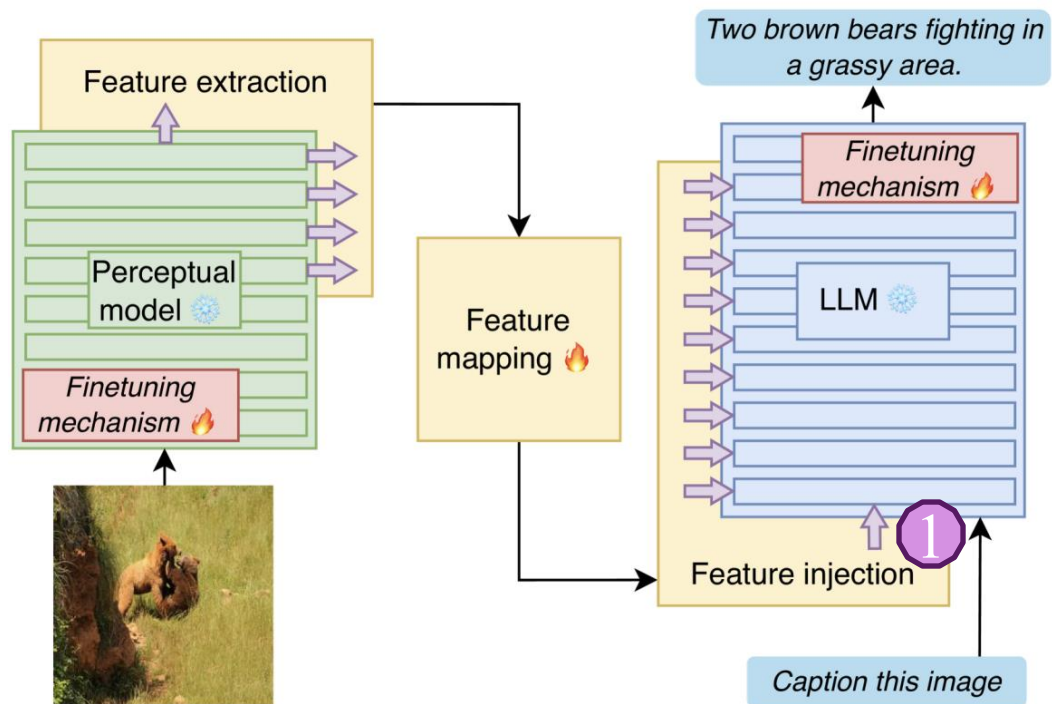 Feature extraction
Perceptual
model
Finetuning
mechanism
Feature
mapping
Two brown bears fighting in
a grassy area.
Finetuning
mechanism
LLM
1
Feature injection
Caption this image